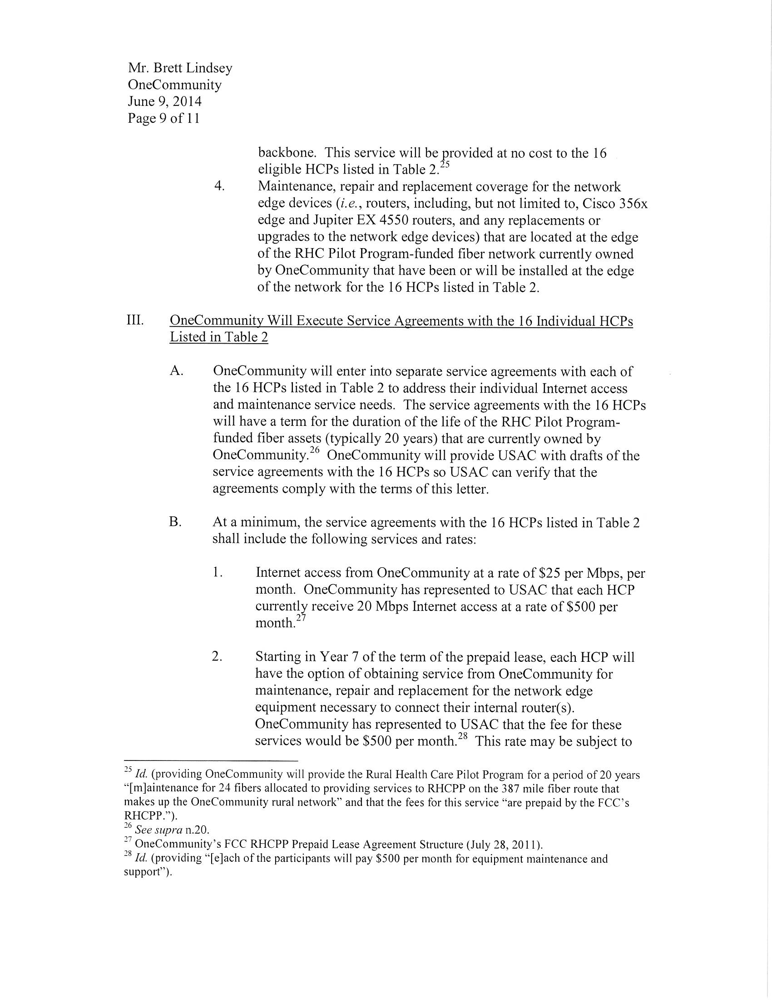 Mr. Brett Lindsey
OneCommunity
June 9, 2014
Page 9 of 11
backbone.  This service will be provided at no cost to the 16
eligible HCPs listed in Table 2.25
4. Maintenance, repair and replacement coverage for the network
edge devices (i.e., routers, including, but not limited to, Cisco 356x
edge and Jupiter EX 4550 routers, and any replacements or
upgrades to the network edge devices) that are located at the edge
of the RHC Pilot Program-funded fiber network currently owned
by OneCommunity that have been or will be installed at the edge
of the network for the 16 HCPs listed in Table 2.
III. OneCommunity Will Execute Service Agreements with the 16 Individual HCPs
Listed in Table 2
A. OneCommunity will enter into separate service agreements with each of
the 16 HCPs listed in Table 2 to address their individual Internet access
and maintenance service needs.  The service agreements with the 16 HCPs
will have a term for the duration of the life of the RHC Pilot Program-
funded fiber assets (typically 20 years) that are currently owned by
OneCommunity.26  OneCommunity will provide USAC with drafts of the
service agreements with the 16 HCPs so USAC can verify that the
agreements comply with the terms of this letter.
B. At a minimum, the service agreements with the 16 HCPs listed in Table 2
shall include the following services and rates:
1. Internet access from OneCommunity at a rate of $25 per Mbps, per
month.  OneCommunity has represented to USAC that each HCP
currently receive 20 Mbps Internet access at a rate of $500 per
month.27
2. Starting in Year 7 of the term of the prepaid lease, each HCP will
have the option of obtaining service from OneCommunity for
maintenance, repair and replacement for the network edge
equipment necessary to connect their internal router(s).
OneCommunity has represented to USAC that the fee for these
services would be $500 per month.28  This rate may be subject to
25 Id. (providing OneCommunity will provide the Rural Health Care Pilot Program for a period of 20 years
“[m]aintenance for 24 fibers allocated to providing services to RHCPP on the 387 mile fiber route that
makes up the OneCommunity rural network” and that the fees for this service “are prepaid by the FCC’s
RHCPP.”).
26 See supra n.20.
27 OneCommunity’s FCC RHCPP Prepaid Lease Agreement Structure (July 28, 2011).
28 Id. (providing “[e]ach of the participants will pay $500 per month for equipment maintenance and
support”).